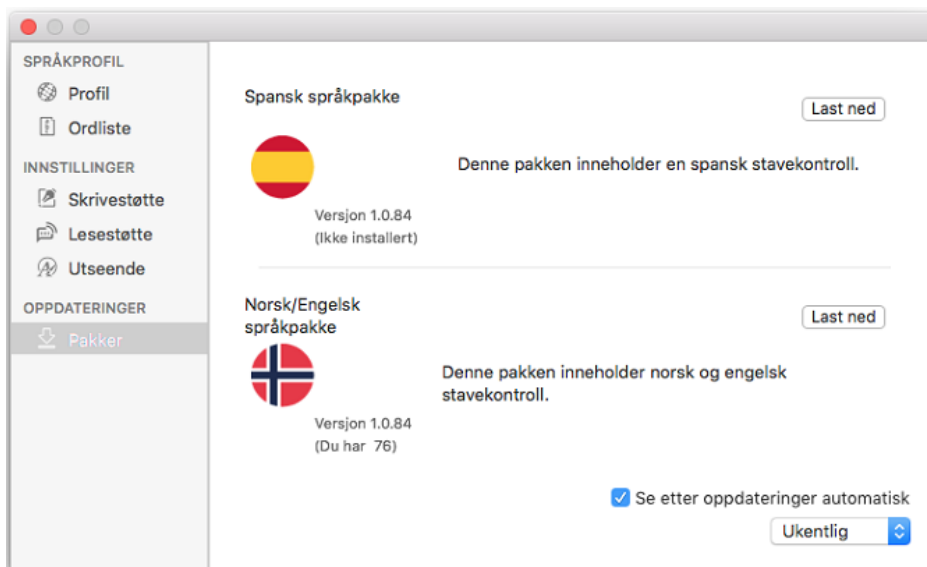 SPRÅKPROFIL
Profil
Ordliste
INNSTILLINGER
Skrivestøtte
Lesestøtte
Utseende
OPPDATERINGER
Pakker
Spansk språkpakke
Last ned
Denne pakken inneholder en spansk stavekontroll.
Versjon 1.0.84
(Ikke installert)
Norsk/Engelsk
språkpakke
Last ned
Denne pakken inneholder norsk og engelsk
stavekontroll.
Versjon 1.0.84
(Du har 76)
Se etter oppdateringer automatisk
Ukentlig